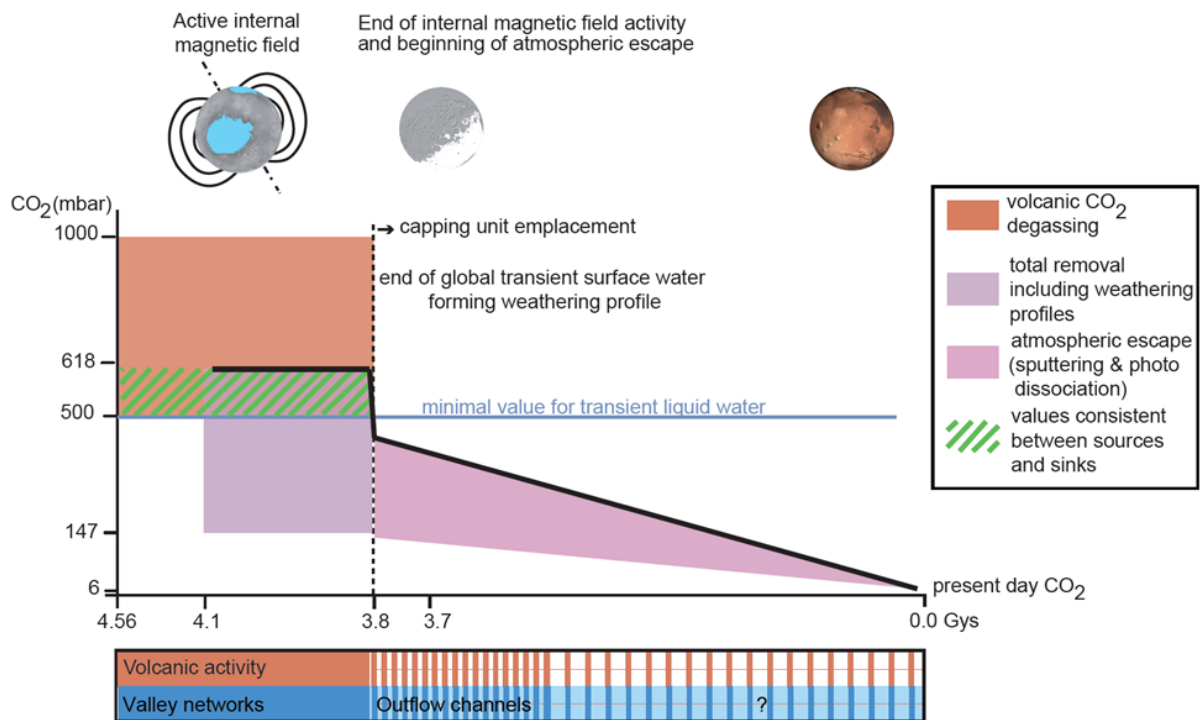 Active internal
magnetic field
End of internal magnetic field activity
and beginning of atmospheric escape
CO2 (mbar)
1000
618
500
147
6
→ capping unit emplacement
end of global transient surface water
forming weathering profile
minimal value for transient liquid water
volcanic CO2
degassing
total removal
including weathering
profiles
atmospheric escape
(sputtering & photo
dissociation)
values consistent
between sources
and sinks
present day CO2
4.56
4.1
3.8
3.7
0.0 Gys
Volcanic activity
Valley networks
Outflow channels
?